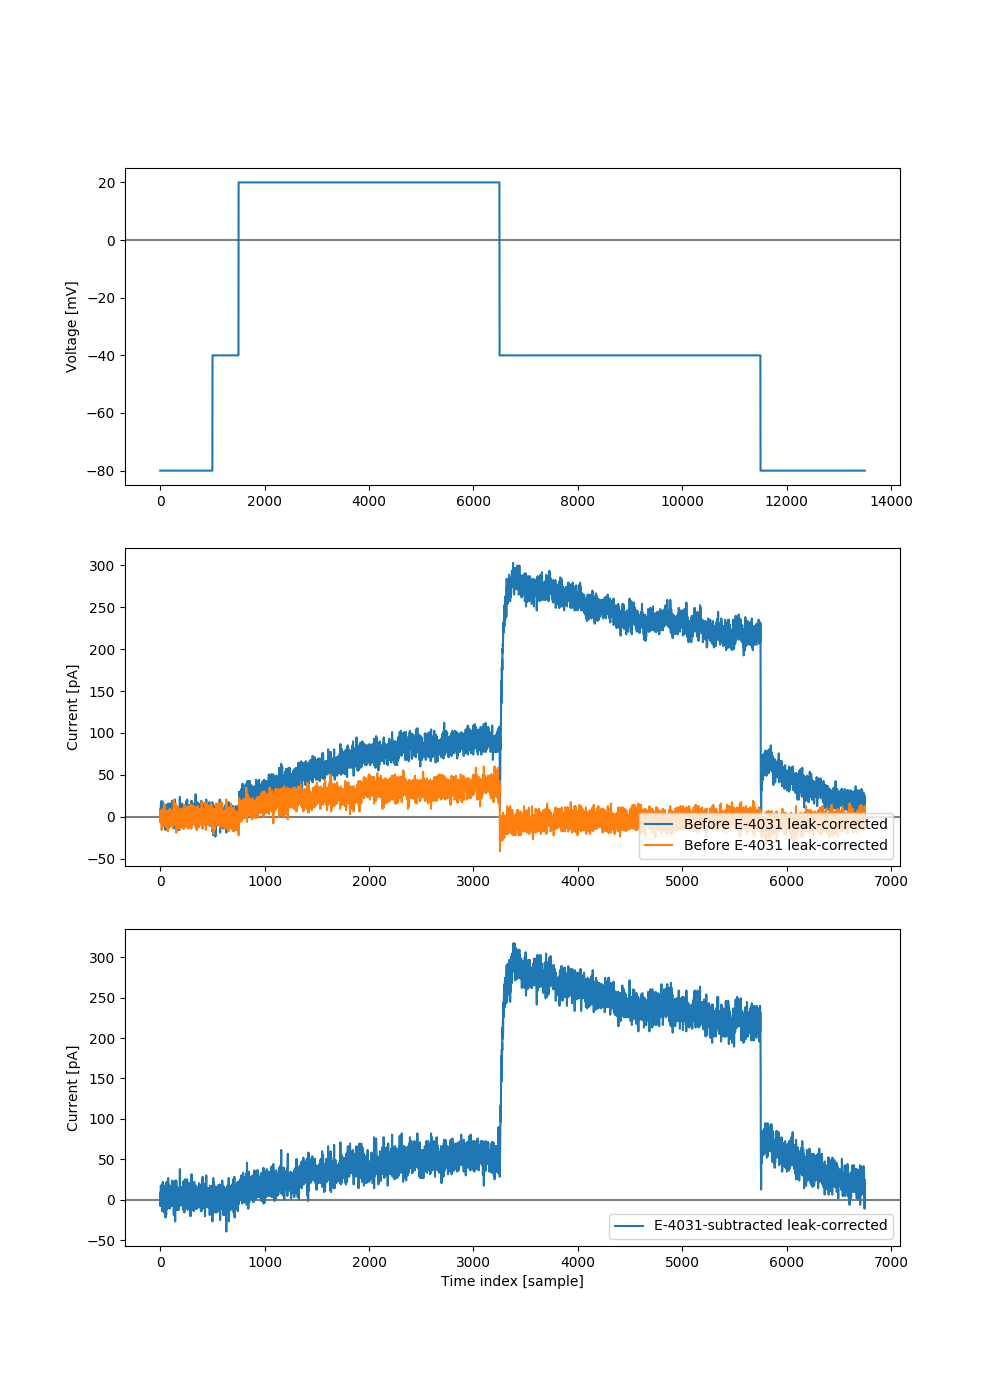 20
0
−20
−40
−60
−80
Voltage [mV]
0 2000 4000 6000 8000 10000 12000 14000
300
250
200
150
100
50
0
−50
Current [pA]
Before E-4031 leak-corrected
Before E-4031 leak-corrected
0 1000 2000 3000 4000 5000 6000 7000
300
250
200
150
100
50
0
−50
Current [pA]
E-4031-subtracted leak-corrected
0 1000 2000 3000 4000 5000 6000 7000
Time index [sample]